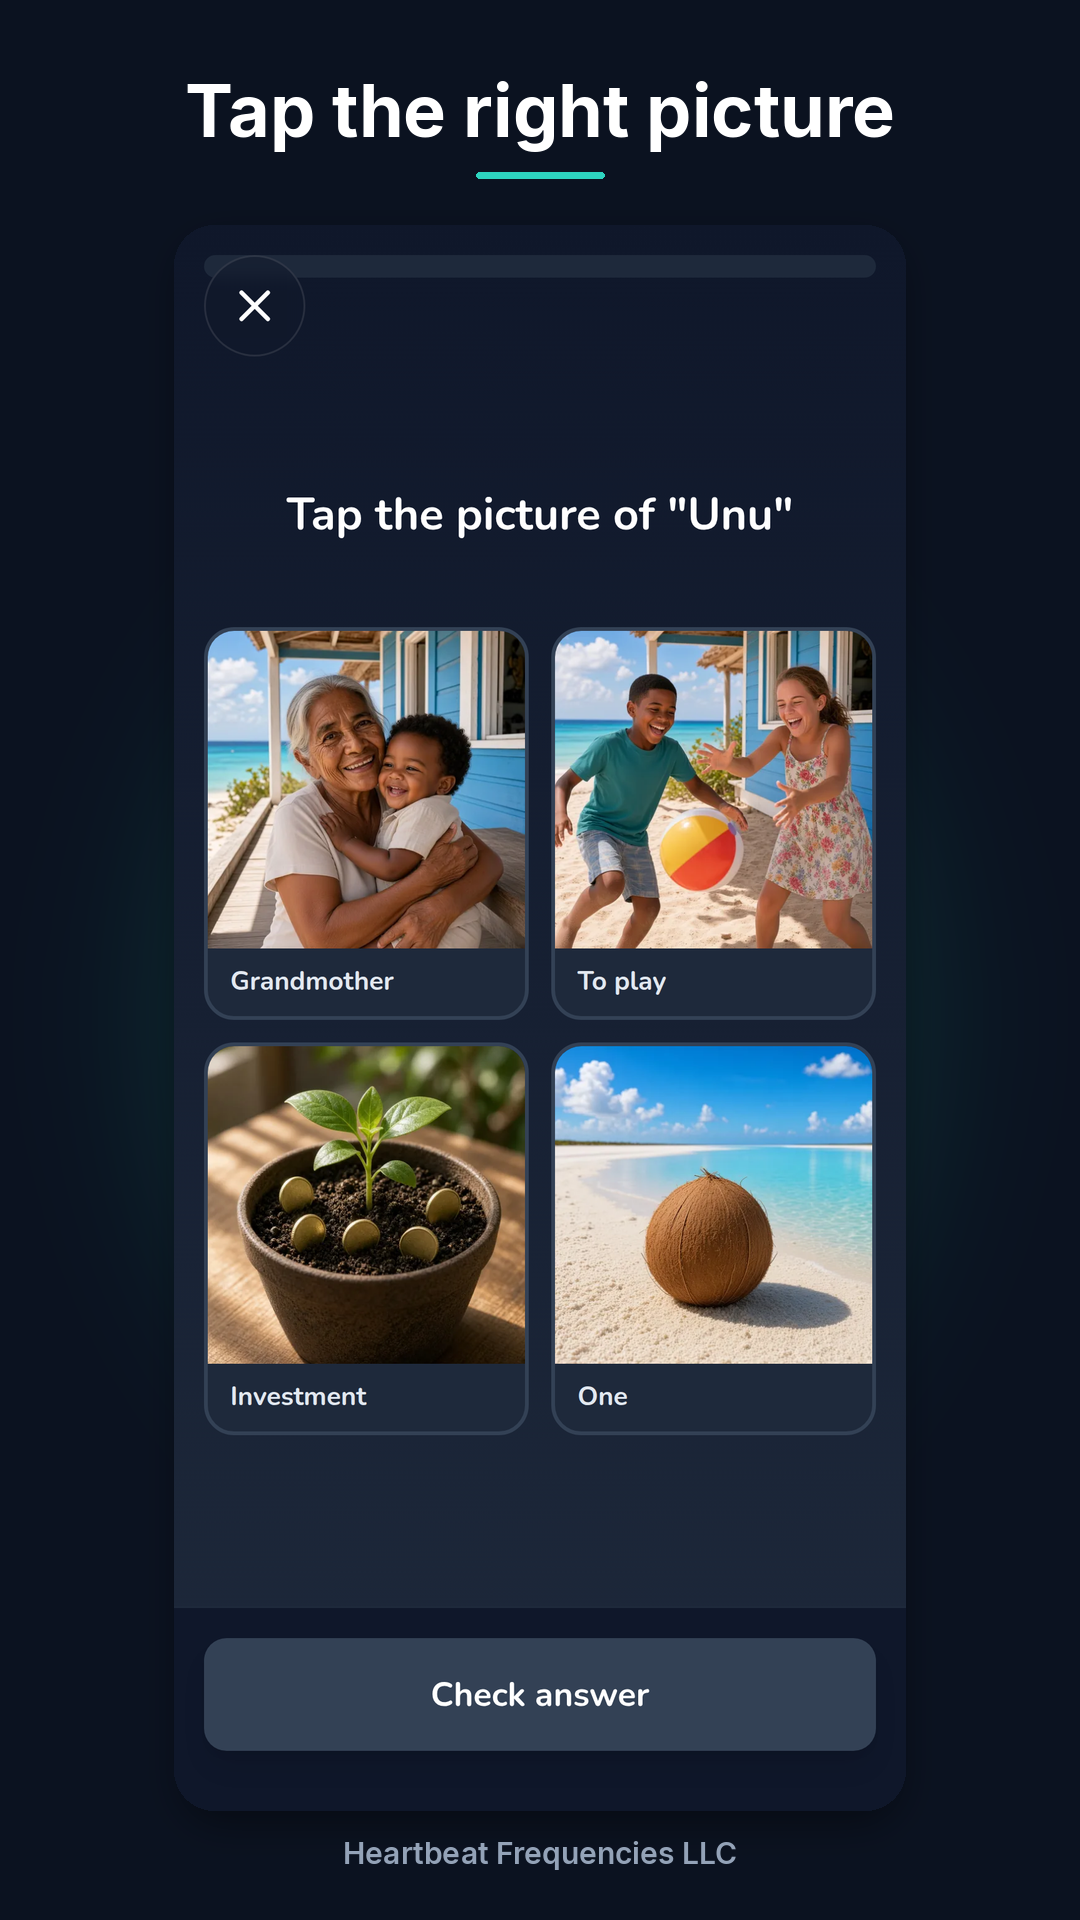 Tap the right picture
Tap the picture of "Unu"
Grandmother
To play
Investment
One
Check answer
Heartbeat Frequencies LLC